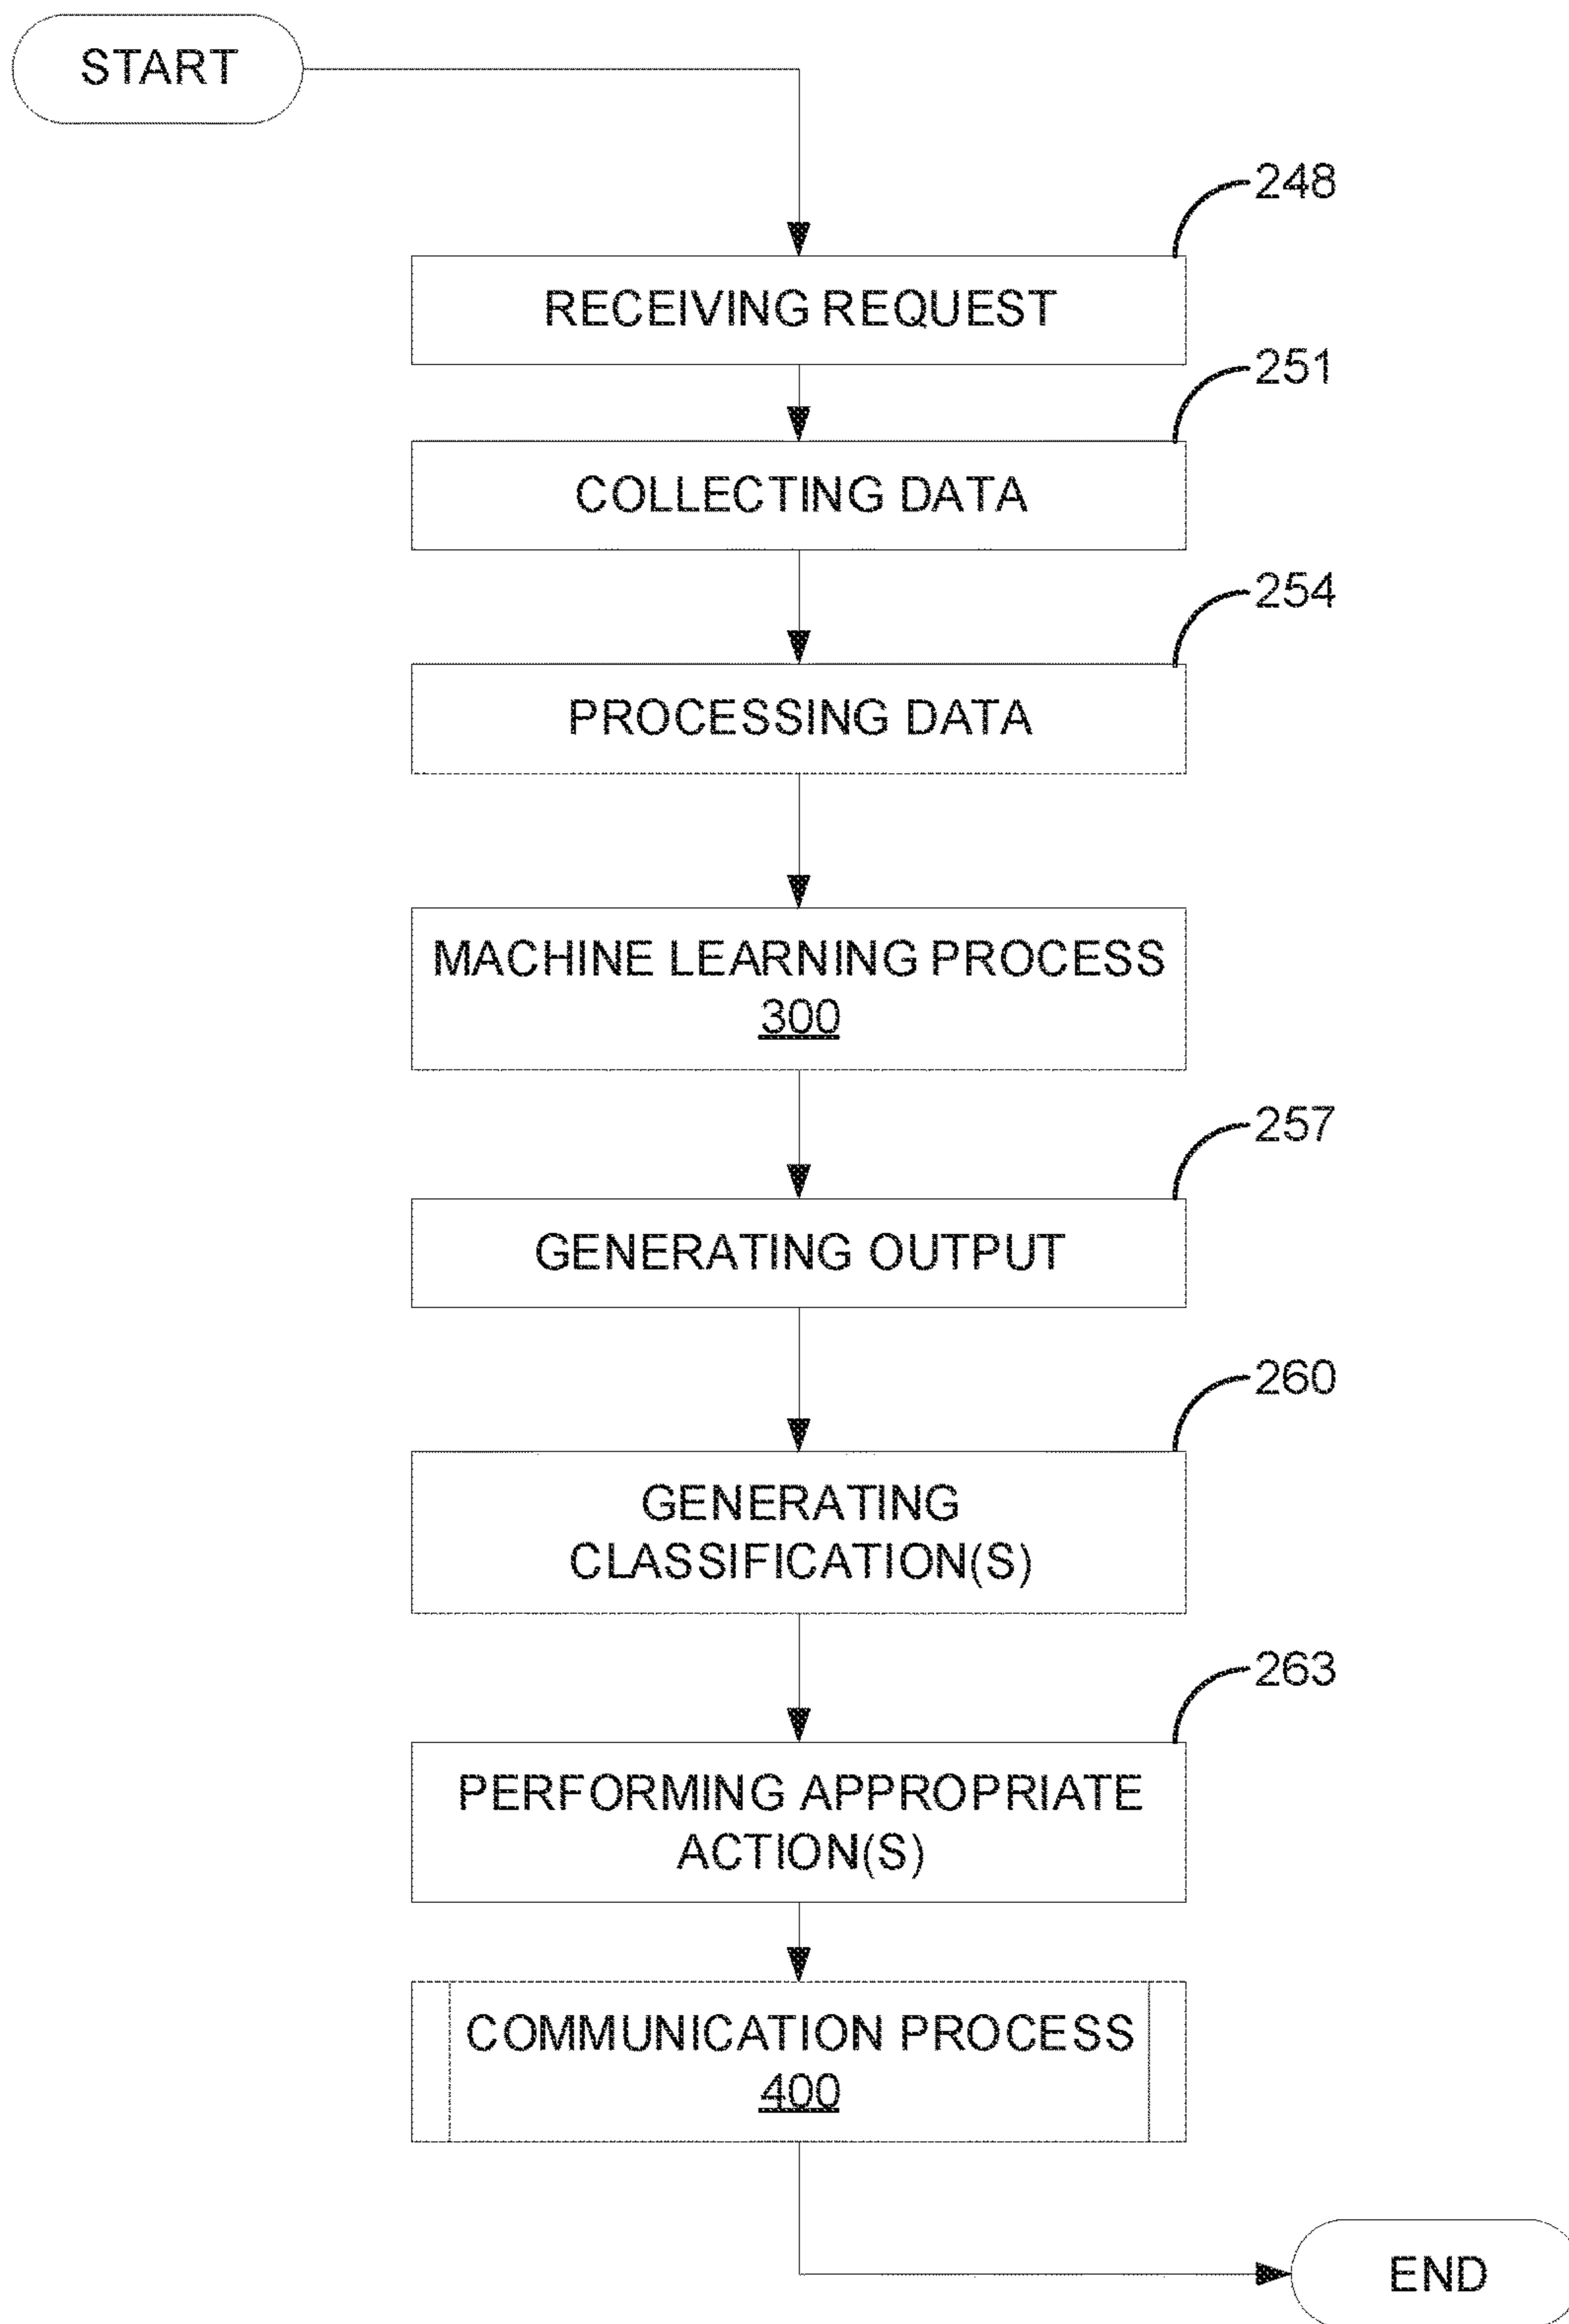 START
248
RECEIVING REQUEST
251
COLLECTING DATA
254
PROCESSING DATA
MACHINE LEARNING PROCESS
300
257
GENERATING OUTPUT
260
GENERATING
CLASSIFICATION(S)
263
PERFORMING APPROPRIATE
ACTION(S)
COMMUNICATION PROCESS
400
END